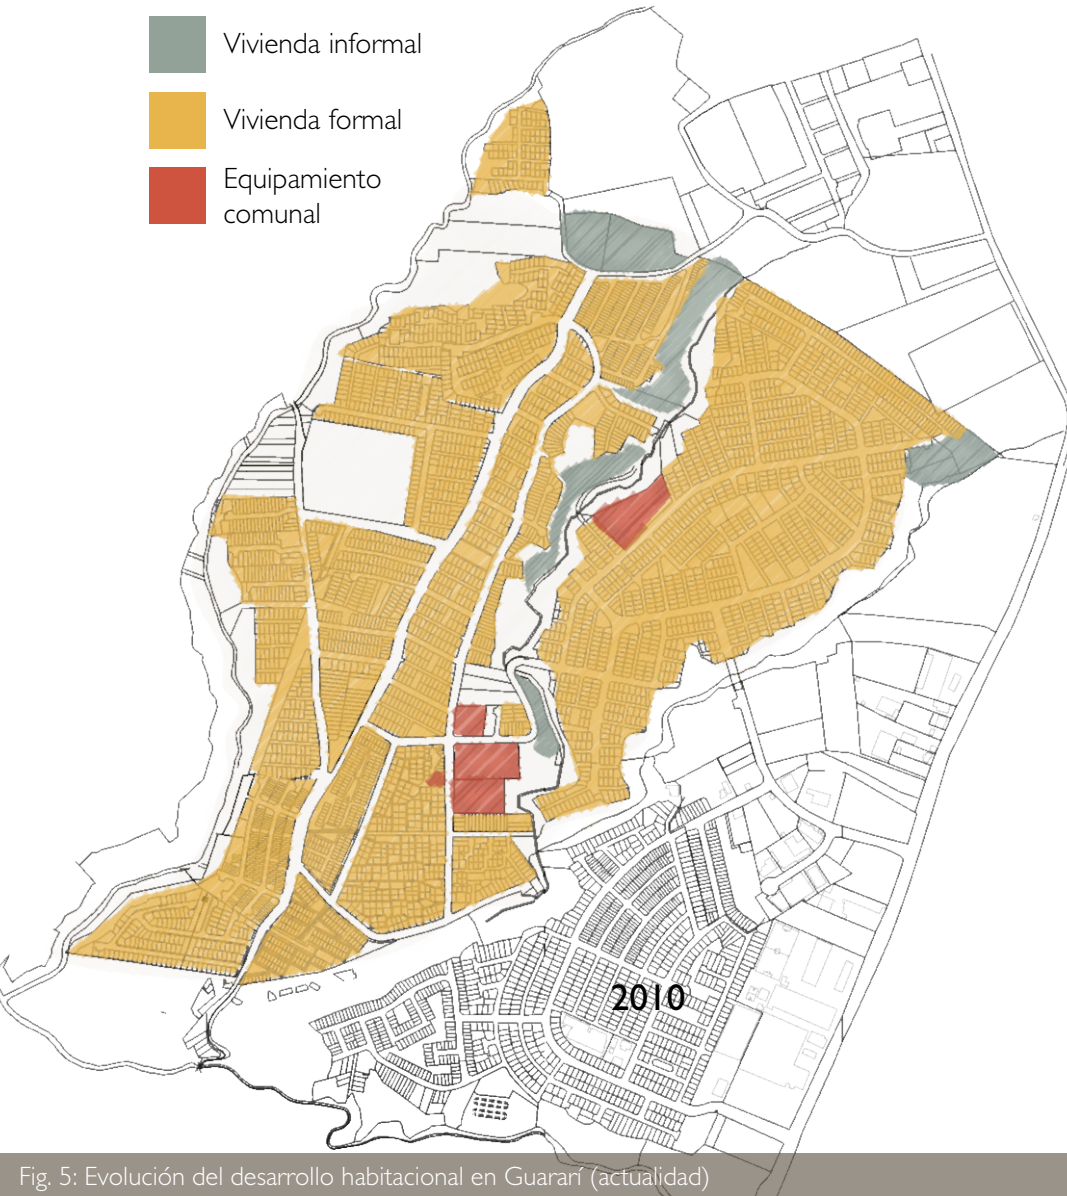 Vivienda informal
Vivienda formal
Equipamiento
comunal
2010
Fig. 5: Evolución del desarrollo habitacional en Guararí (actualidad)